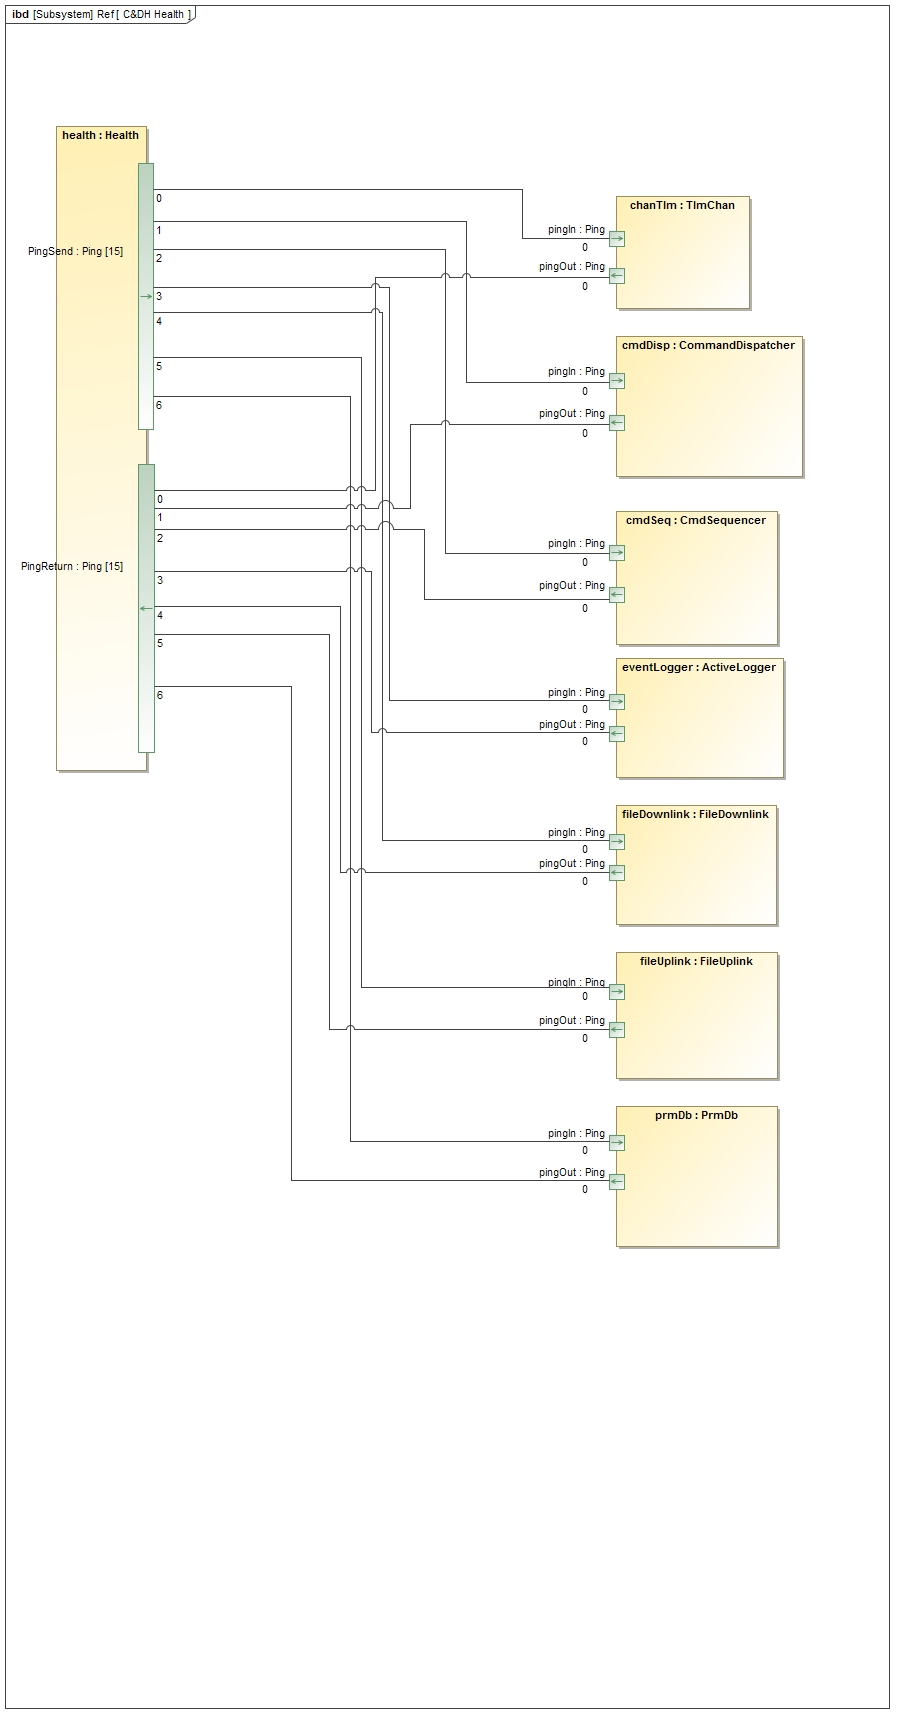 ibd [Subsystem] Ref [ C&DH Health ]
health : Health
PingSend : Ping [15]
0
1
2
3
4
5
6
PingReturn : Ping [15]
0
1
2
3
4
5
6
chanTlm : TlmChan
pingIn : Ping
0
pingOut : Ping
0
cmdDisp : CommandDispatcher
pingIn : Ping
0
pingOut : Ping
0
cmdSeq : CmdSequencer
pingIn : Ping
0
pingOut : Ping
0
eventLogger : ActiveLogger
pingIn : Ping
0
pingOut : Ping
0
fileDownlink : FileDownlink
pingIn : Ping
0
pingOut : Ping
0
fileUplink : FileUplink
pingIn : Ping
0
pingOut : Ping
0
prmDb : PrmDb
pingIn : Ping
0
pingOut : Ping
0